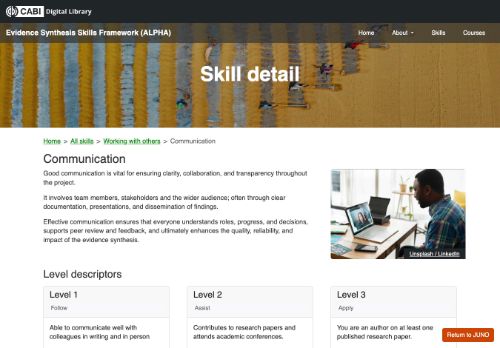 CABI Digital Library
Evidence Synthesis Skills Framework (ALPHA)
Home About Skills Courses
Skill detail
Home > All skills > Working with others > Communication
Communication
Good communication is vital for ensuring clarity, collaboration, and transparency throughout
the project.
It involves team members, stakeholders and the wider audience; often through clear
documentation, presentations, and dissemination of findings.
Effective communication ensures that everyone understands roles, progress, and decisions,
supports peer review and feedback, and ultimately enhances the quality, reliability, and
impact of the evidence synthesis.
Unsplash / LinkedIn
Level descriptors
Level 1
Follow
Able to communicate well with
colleagues in writing and in person
Level 2
Assist
Contributes to research papers and
attends academic conferences.
Level 3
Apply
You are an author on at least one
published research paper.
Return to JUNO